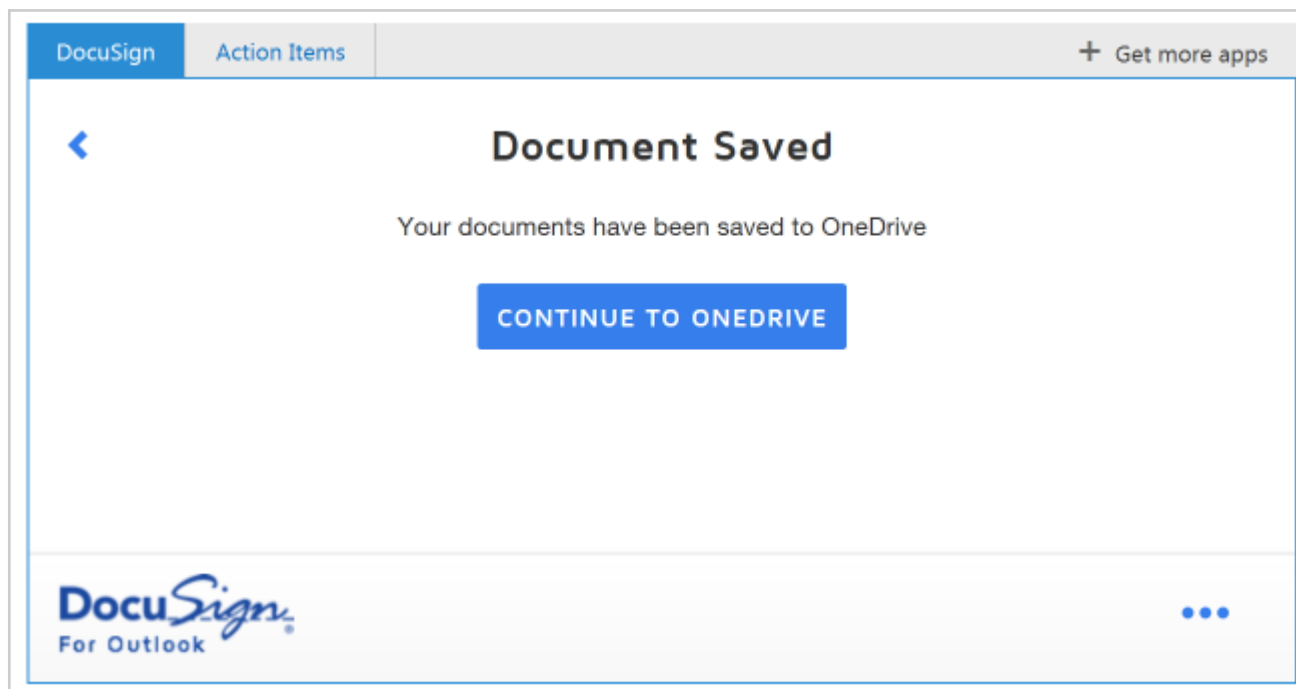 DocuSign Action Items + Get more apps
Document Saved
Your documents have been saved to OneDrive
CONTINUE TO ONEDRIVE
DocuSign®
For Outlook